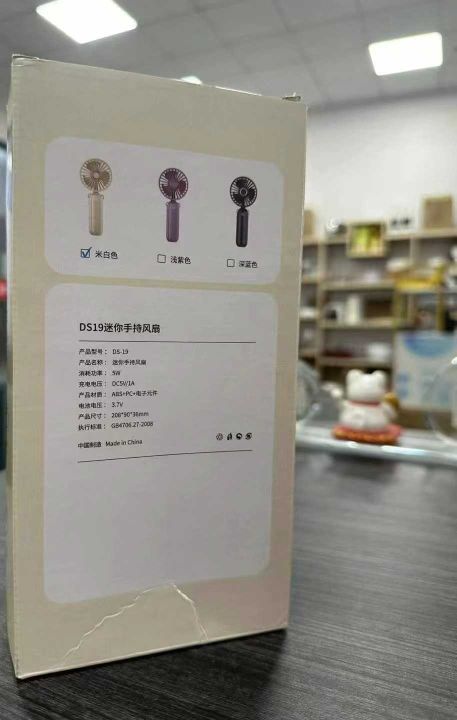 米白色
浅紫色
深蓝色
DS19迷你手持风扇
产品型号： DS-19
产品名称： 迷你手持风扇
消耗功率： 5W
充电电压： DC5V/1A
产品材质： ABS+PC+电子元件
电池电压： 3.7V
产品尺寸： 208*90*36mm
执行标准： GB4706.27-2008
中国制造 Made in China